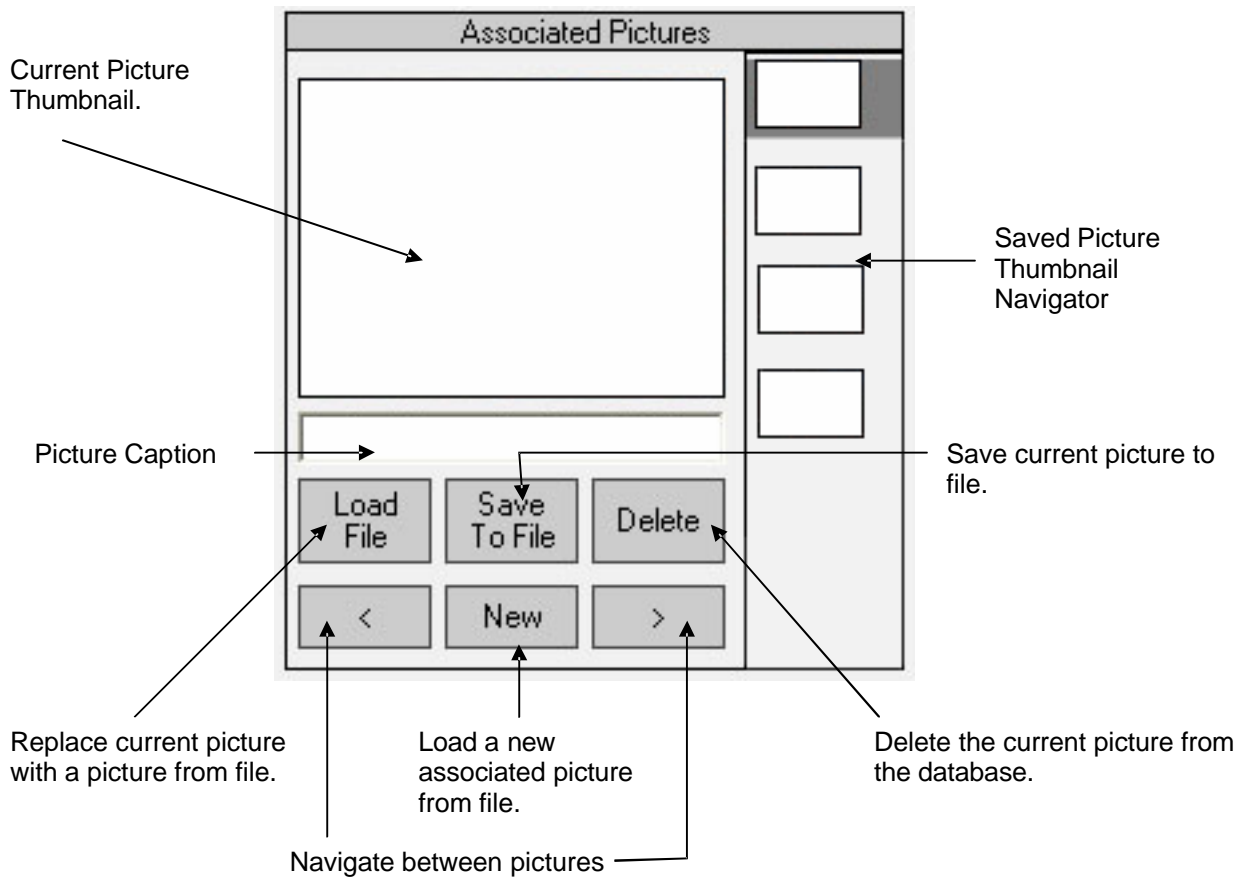 Associated Pictures
Current Picture
Thumbnail.
Saved Picture
Thumbnail
Navigator
Picture Caption
Save current picture to
file.
Load
File
Save
To File
Delete
<
New
>
Replace current picture
with a picture from file.
Load a new
associated picture
from file.
Delete the current picture from
the database.
Navigate between pictures